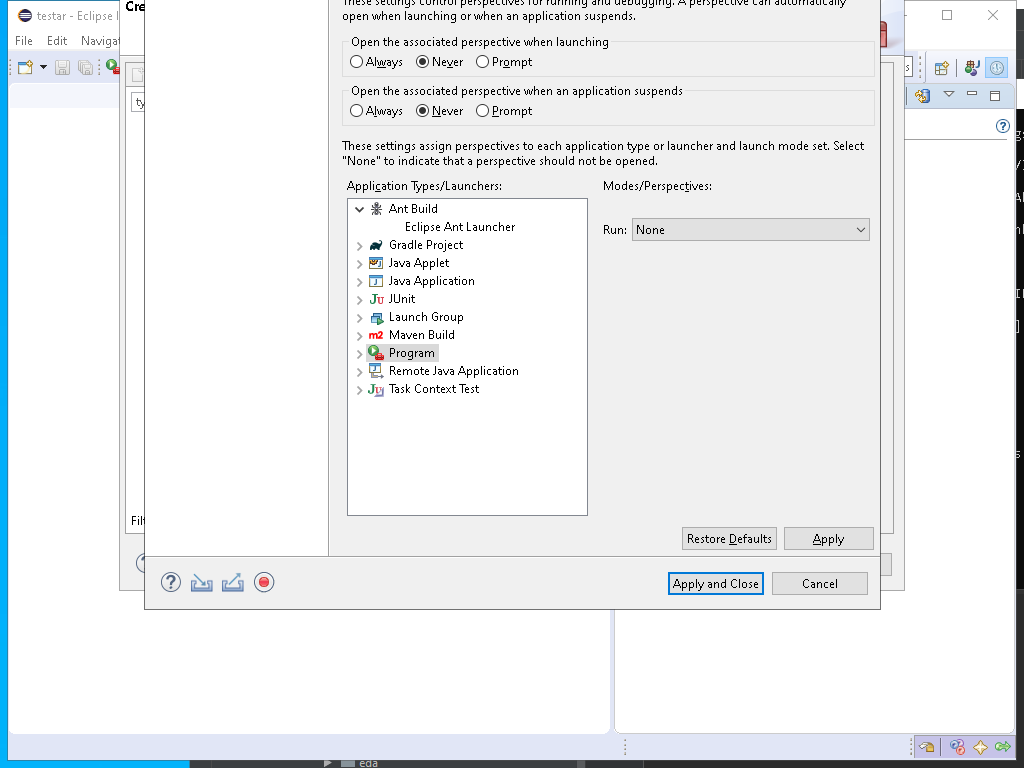 testar - Eclipse I
Cre
These settings control perspectives for running and debugging. A perspective can automatically
open when launching or when an application suspends.
File Edit Navigat
Open the associated perspective when launching
Always Never Prompt
Open the associated perspective when an application suspends
Always Never Prompt
ty
These settings assign perspectives to each application type or launcher and launch mode set. Select
"None" to indicate that a perspective should not be opened.
Application Types/Launchers:
Modes/Perspectives:
Ant Build
Eclipse Ant Launcher
Run: None
Gradle Project
Java Applet
Java Application
JUnit
Launch Group
Maven Build
Program
Remote Java Application
Task Context Test
Filt
Restore Defaults
Apply
Apply and Close
Cancel
eda